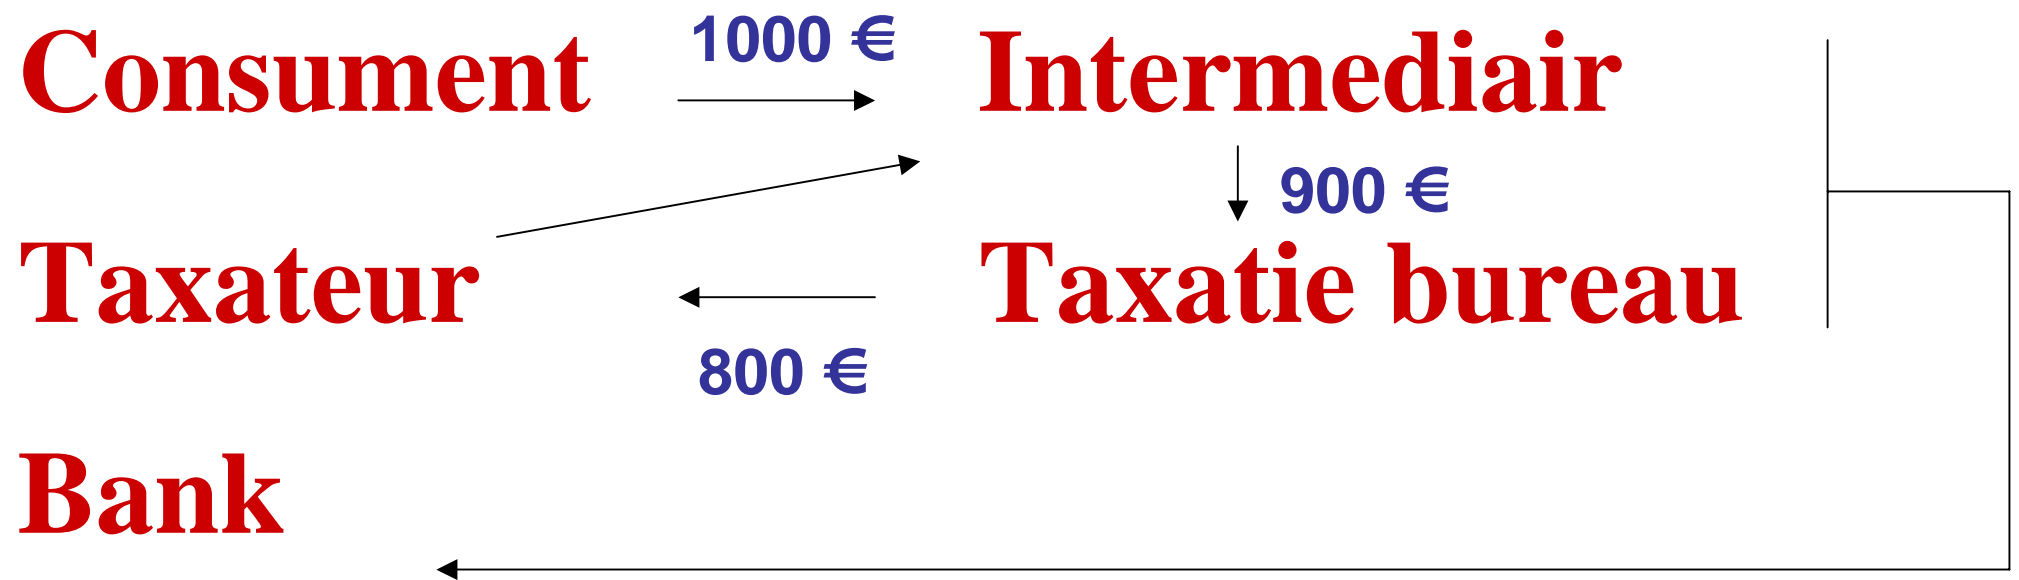 1000 €
Consument Intermediair
900 €
Taxateur Taxatie bureau
800 €
Bank